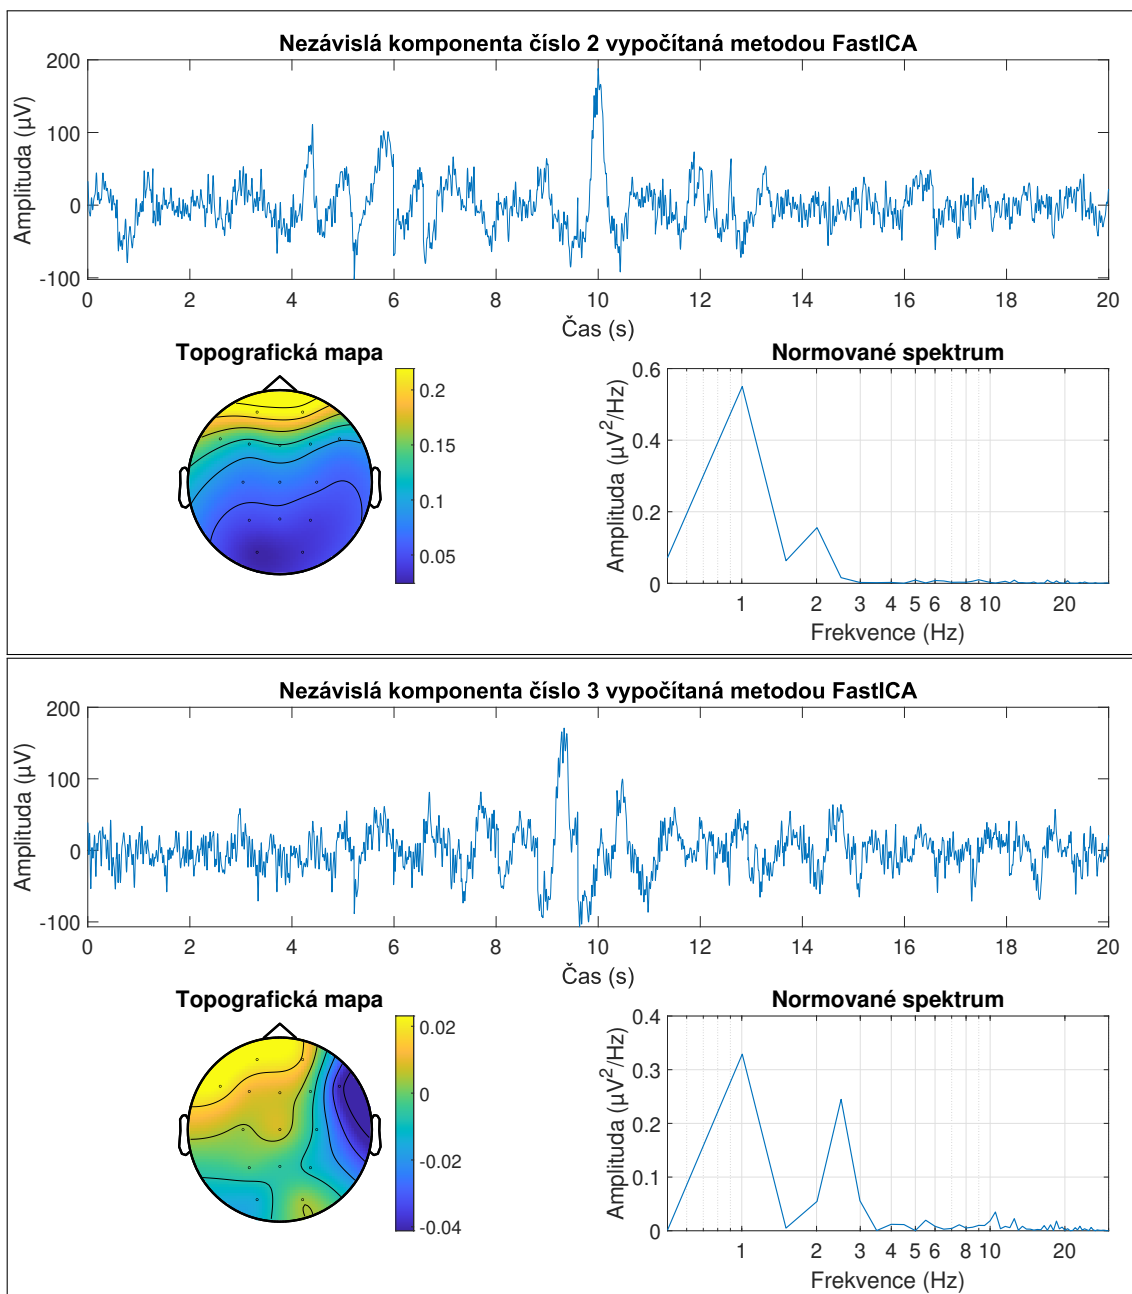 Nezávislá komponenta číslo 2 vypočítaná metodou FastICA
Amplituda (µV)
200
100
0
-100
0 2 4 6 8 10 12 14 16 18 20
Čas (s)
Topografická mapa
0.2
0.15
0.1
0.05
Normované spektrum
Amplituda (µV²/Hz)
0.6
0.4
0.2
0
1 2 3 4 5 6 8 10 20
Frekvence (Hz)
Nezávislá komponenta číslo 3 vypočítaná metodou FastICA
Amplituda (µV)
200
100
0
-100
0 2 4 6 8 10 12 14 16 18 20
Čas (s)
Topografická mapa
0.02
0
-0.02
-0.04
Normované spektrum
Amplituda (µV²/Hz)
0.4
0.3
0.2
0.1
0
1 2 3 4 5 6 8 10 20
Frekvence (Hz)